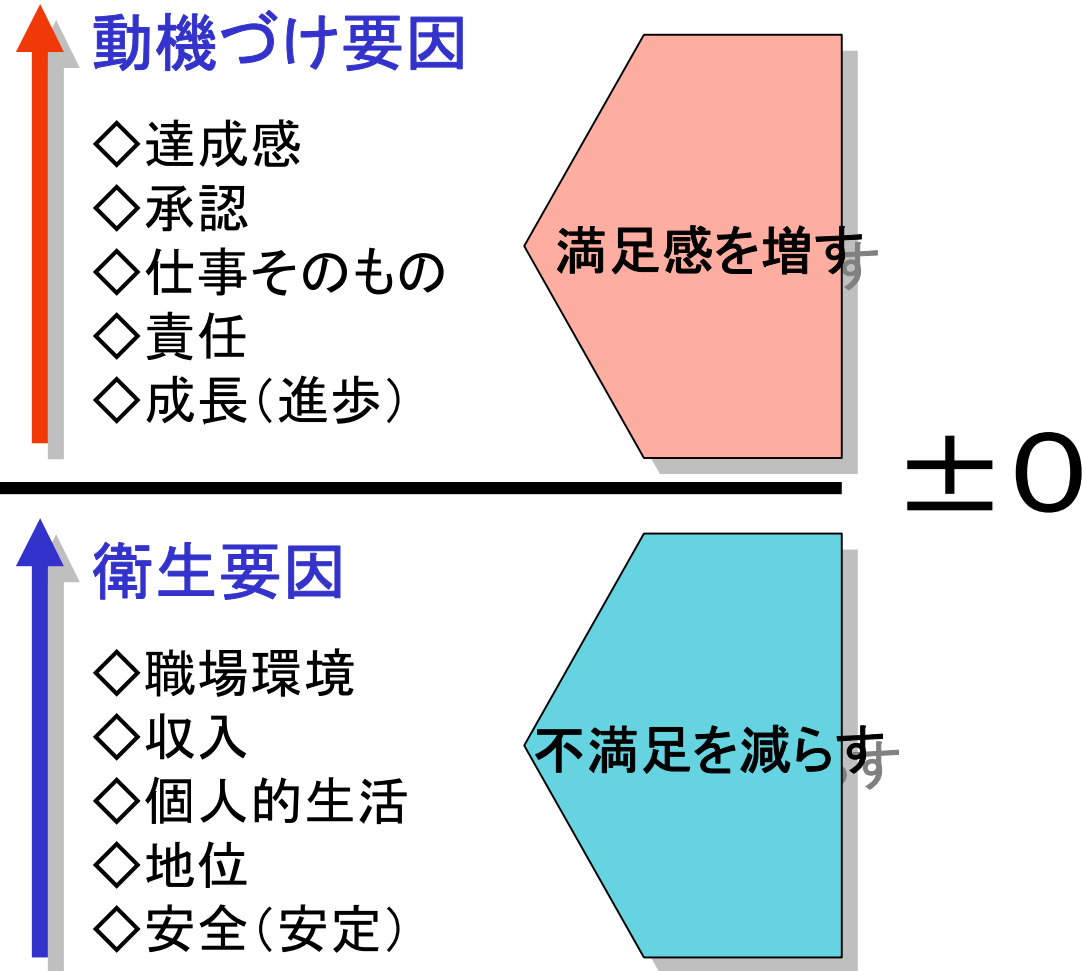 動機づけ要因
◇達成感
◇承認
◇仕事そのもの
◇責任
◇成長(進歩)
満足感を増す
±0
衛生要因
◇職場環境
◇収入
◇個人的生活
◇地位
◇安全(安定)
不満足を減らす